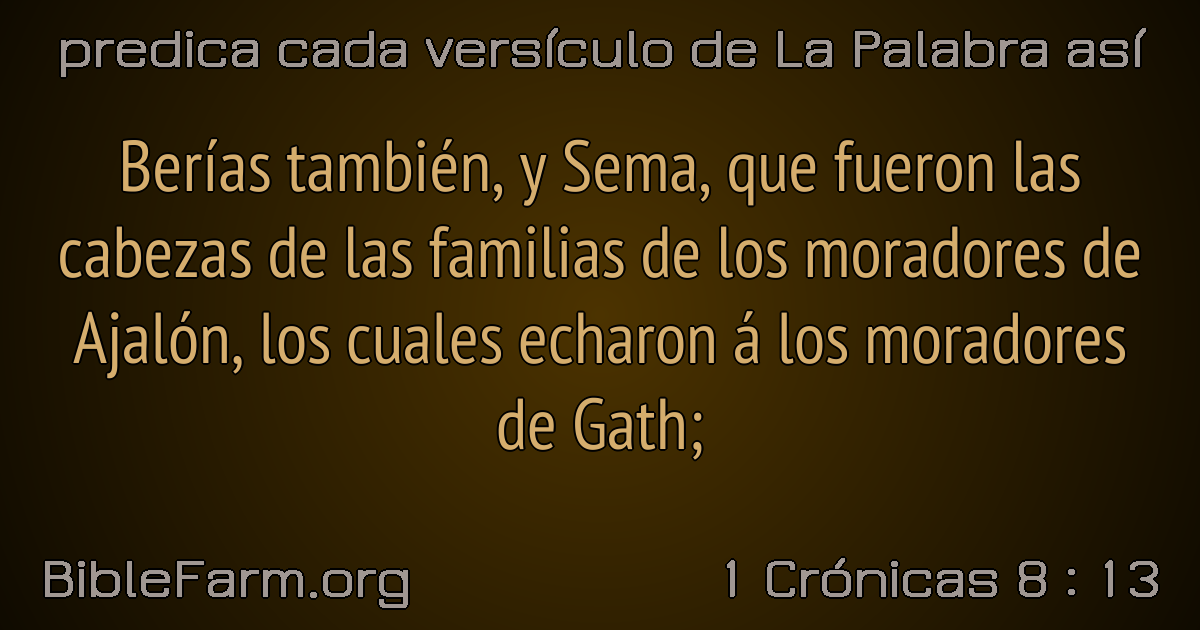 predica cada versículo de La Palabra así
Berías también, y Sema, que fueron las
cabezas de las familias de los moradores de
Ajalón, los cuales echaron á los moradores
de Gath;
BibleFarm.org
1 Crónicas 8 : 13